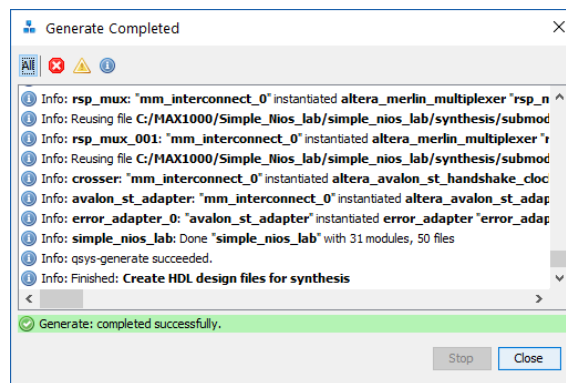 Generate Completed
All
Info: rsp_mux: "mm_interconnect_0" instantiated altera_merlin_multiplexer "rsp_n
Info: Reusing file C:/MAX1000/Simple_Nios_lab/simple_nios_lab/synthesis/submod
Info: rsp_mux_001: "mm_interconnect_0" instantiated altera_merlin_multiplexer "r
Info: Reusing file C:/MAX1000/Simple_Nios_lab/simple_nios_lab/synthesis/submod
Info: crosser: "mm_interconnect_0" instantiated altera_avalon_st_handshake_cloc
Info: avalon_st_adapter: "mm_interconnect_0" instantiated altera_avalon_st_adap
Info: error_adapter_0: "avalon_st_adapter" instantiated error_adapter "error_adap
Info: simple_nios_lab: Done "simple_nios_lab" with 31 modules, 50 files
Info: qsys-generate succeeded.
Info: Finished: Create HDL design files for synthesis
Generate: completed successfully.
Stop Close